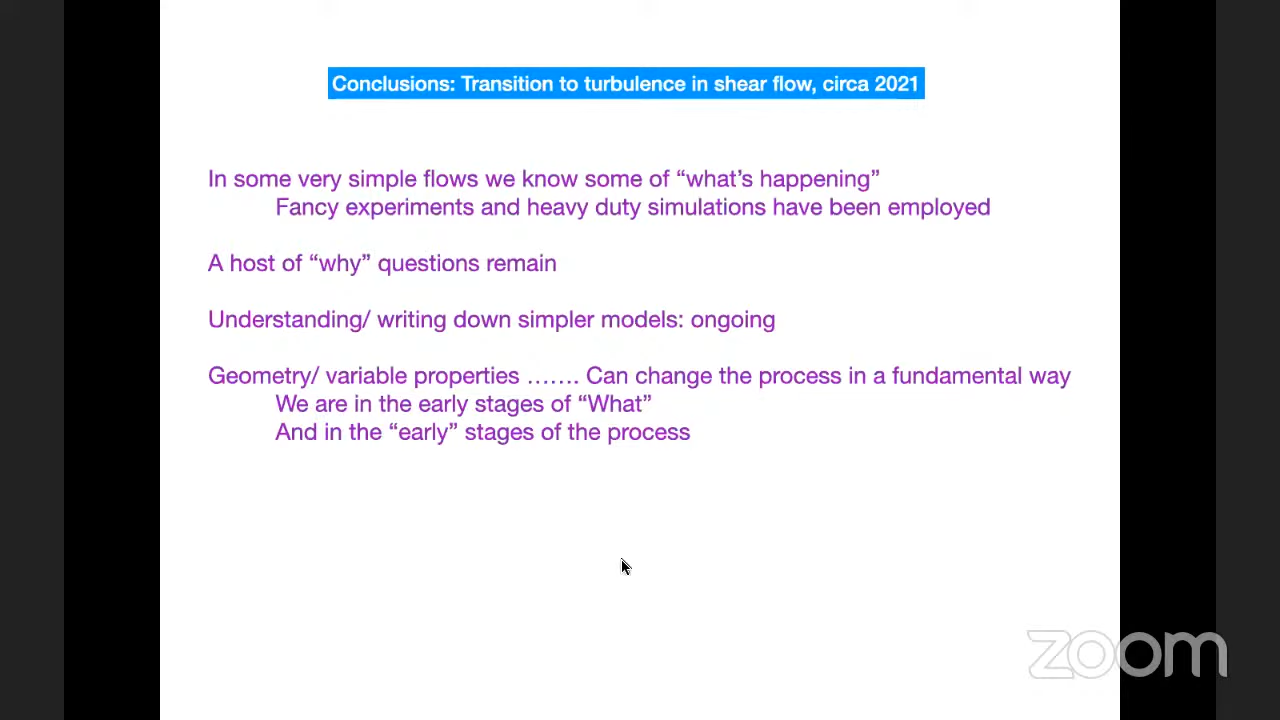 Conclusions: Transition to turbulence in shear flow, circa 2021
In some very simple flows we know some of “what’s happening”
Fancy experiments and heavy duty simulations have been employed
A host of “why” questions remain
Understanding/ writing down simpler models: ongoing
Geometry/ variable properties ……. Can change the process in a fundamental way
We are in the early stages of “What”
And in the “early” stages of the process
zoom